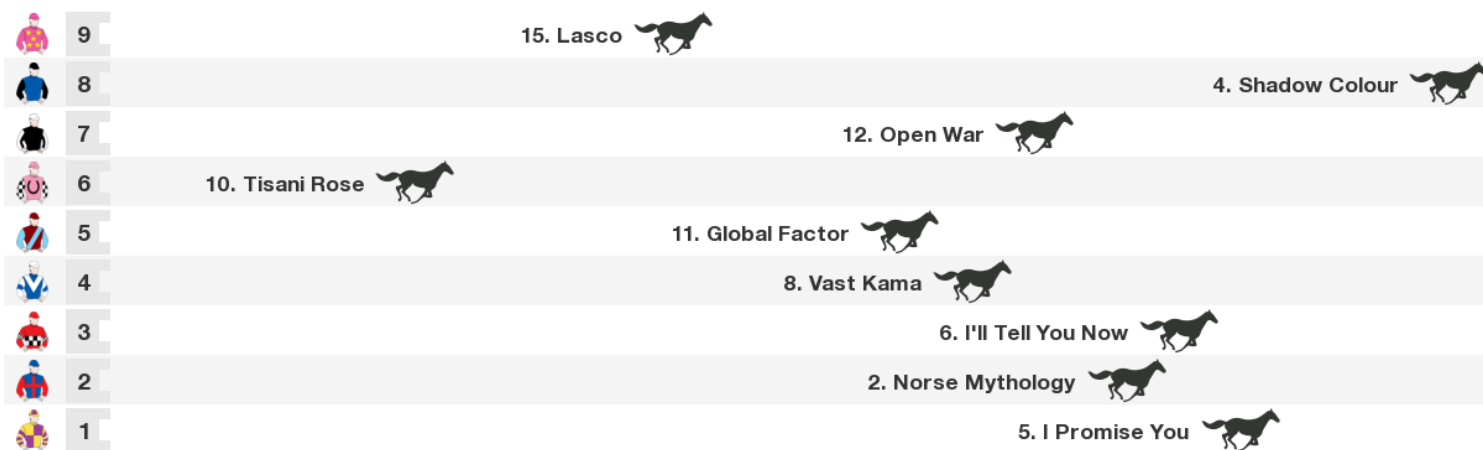 9 15. Lasco
8 4. Shadow Colour
7 12. Open War
6 10. Tisani Rose
5 11. Global Factor
4 8. Vast Kama
3 6. I'll Tell You Now
2 2. Norse Mythology
1 5. I Promise You